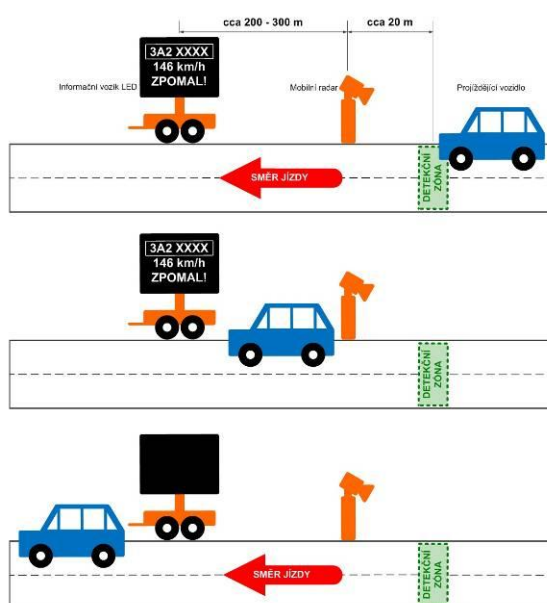 cca 200 - 300 m
cca 20 m
3A2 XXXX
146 km/h
ZPOMAL!
Informační vozík LED
Mobilní radar
Projíždějící vozidlo
SMĚR JÍZDY
DETEKČNÍ
ZÓNA
3A2 XXXX
146 km/h
ZPOMAL!
DETEKČNÍ
ZÓNA
SMĚR JÍZDY
DETEKČNÍ
ZÓNA